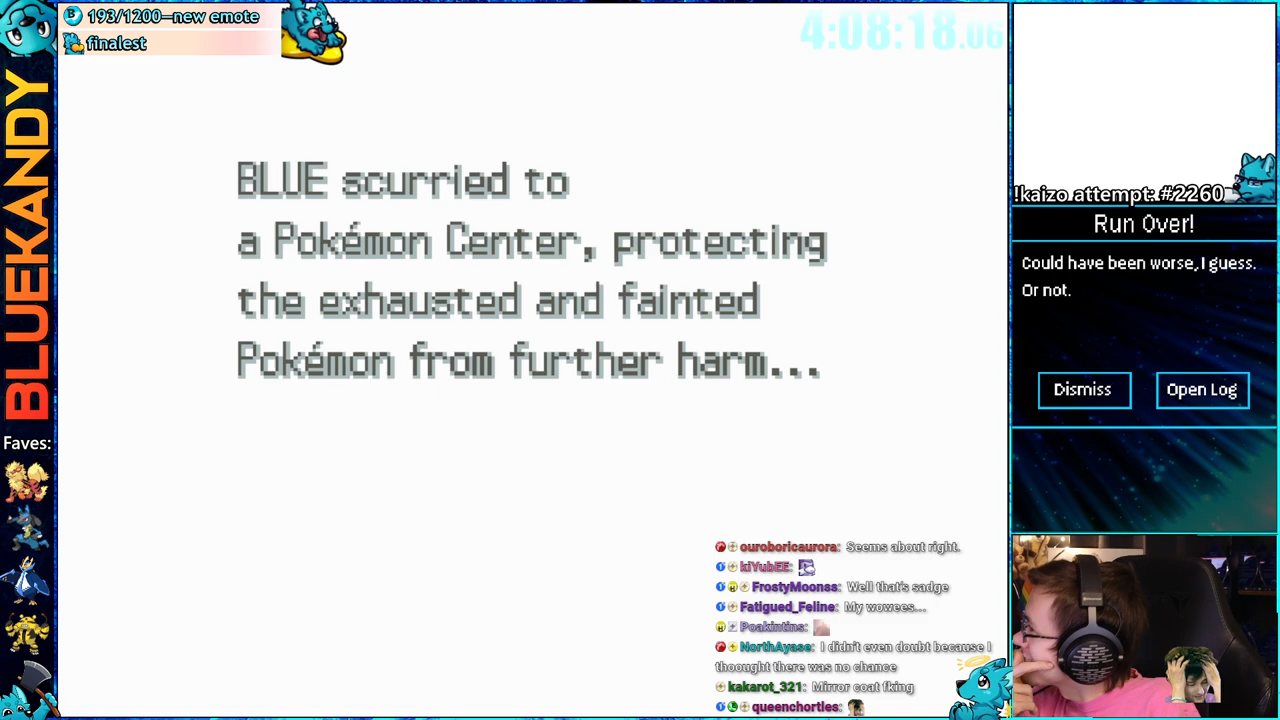 193/1200—new emote
finalest
BLUEKANDY
Faves:
4:08:18.06
BLUE scurried to
a Pokémon Center, protecting
the exhausted and fainted
Pokémon from further harm...
!kaizo attempt: #2260
Run Over!
Could have been worse, I guess.
Or not.
Dismiss
Open Log
ouroboricaurora: Seems about right.
kiYubEE:
FrostyMoonss: Well that's sadge
Fatigued_Feline: My wowees...
Poakintins:
NorthAyase: I didn't even doubt because I
thoought there was no chance
kakarot_321: Mirror coat fking
queenchortles: